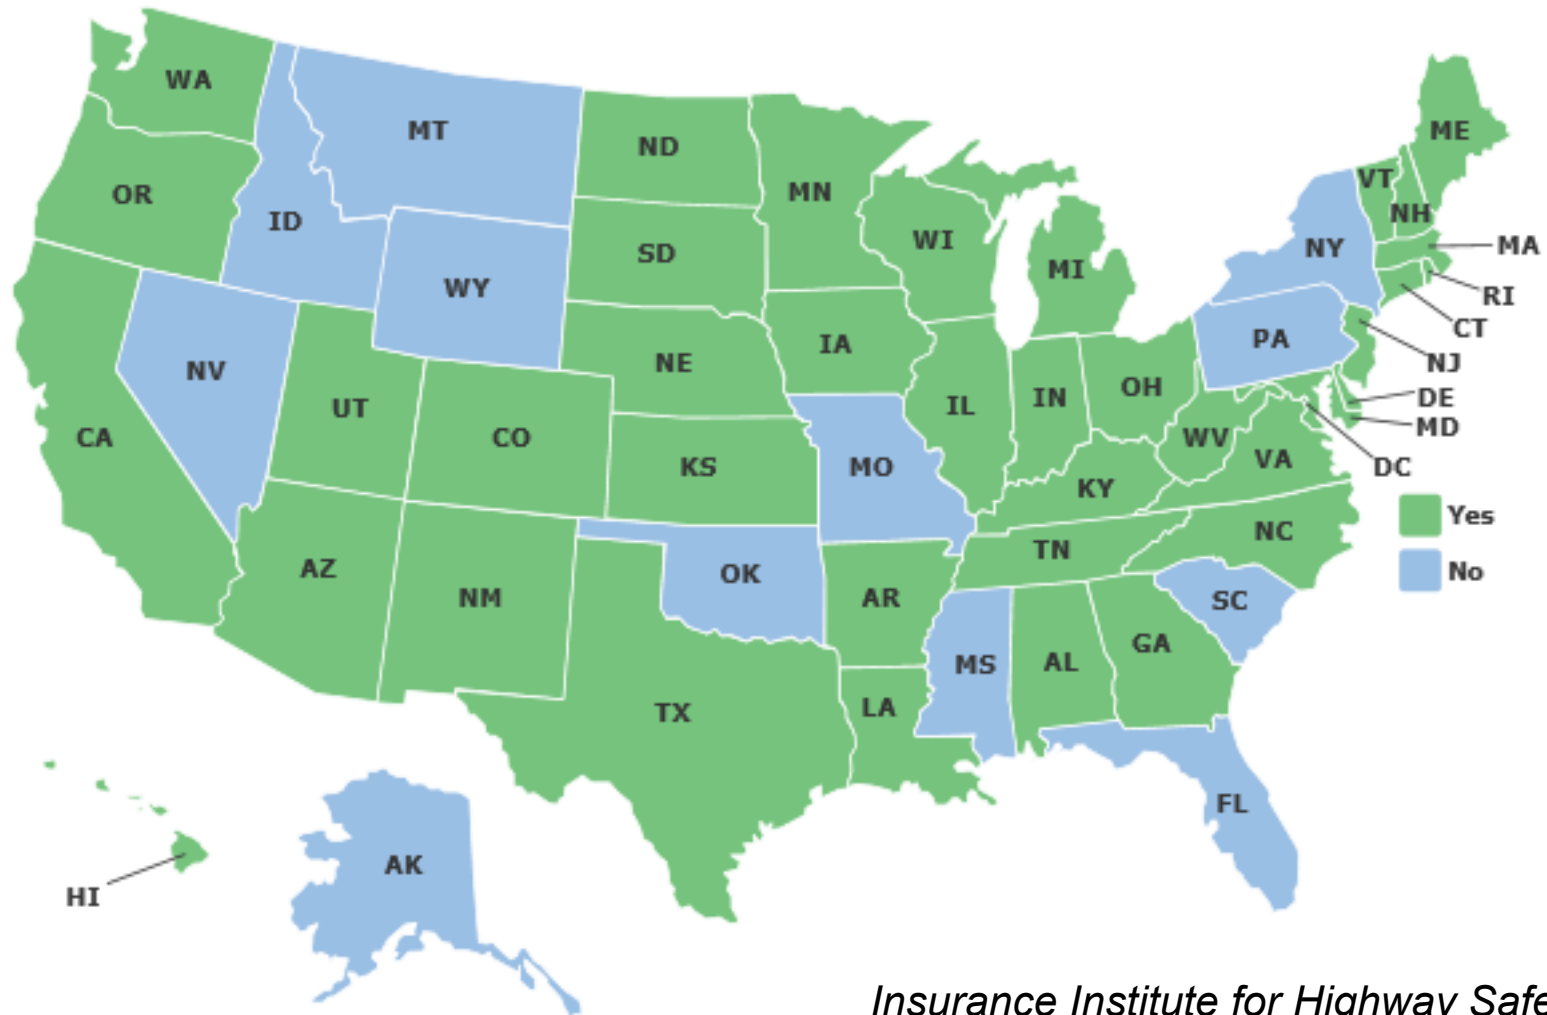 WA
MT
ND
MN
ME
OR
ID
VT
NH
WI
NY
MA
SD
MI
WY
RI
CT
PA
IA
NJ
NE
NV
OH
IN
DE
UT
IL
MD
CA
CO
WV
VA
DC
KS
MO
KY
Yes
NC
TN
AZ
No
OK
NM
AR
SC
GA
MS
AL
LA
TX
FL
AK
HI
Insurance Institute for Highway Safe